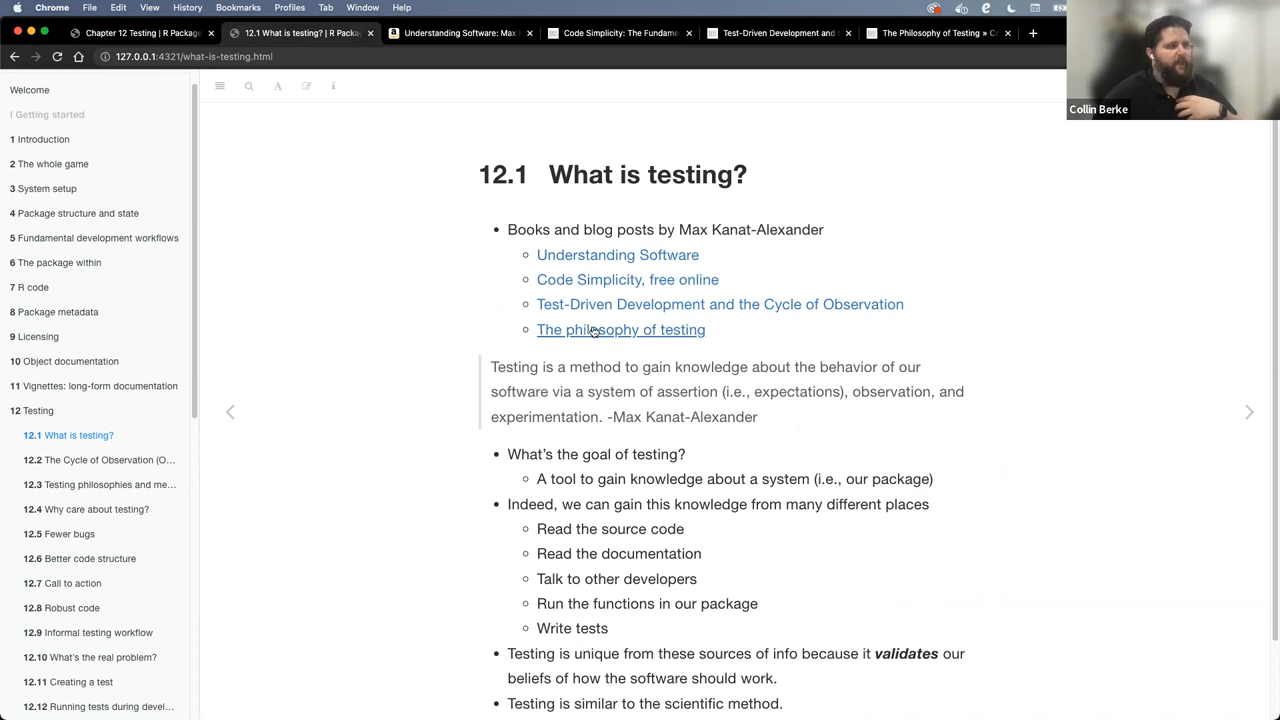 Chrome File Edit View History Bookmarks Profiles Tab Window Help
Chapter 12 Testing | R Package
12.1 What is testing? | R Packa
Understanding Software: Max
Code Simplicity: The Fundame
Test-Driven Development and
The Philosophy of Testing » Co
127.0.0.1:4321/what-is-testing.html
Collin Berke
Welcome
I Getting started
1 Introduction
2 The whole game
3 System setup
4 Package structure and state
5 Fundamental development workflows
6 The package within
7 R code
8 Package metadata
9 Licensing
10 Object documentation
11 Vignettes: long-form documentation
12 Testing
12.1 What is testing?
12.2 The Cycle of Observation (O...
12.3 Testing philosophies and me...
12.4 Why care about testing?
12.5 Fewer bugs
12.6 Better code structure
12.7 Call to action
12.8 Robust code
12.9 Informal testing workflow
12.10 What's the real problem?
12.11 Creating a test
12.12 Running tests during devel...
12.1 What is testing?
• Books and blog posts by Max Kanat-Alexander
◦ Understanding Software
◦ Code Simplicity, free online
◦ Test-Driven Development and the Cycle of Observation
◦ The philosophy of testing
Testing is a method to gain knowledge about the behavior of our
software via a system of assertion (i.e., expectations), observation, and
experimentation. -Max Kanat-Alexander
• What's the goal of testing?
◦ A tool to gain knowledge about a system (i.e., our package)
• Indeed, we can gain this knowledge from many different places
◦ Read the source code
◦ Read the documentation
◦ Talk to other developers
◦ Run the functions in our package
◦ Write tests
• Testing is unique from these sources of info because it validates our
beliefs of how the software should work.
• Testing is similar to the scientific method.